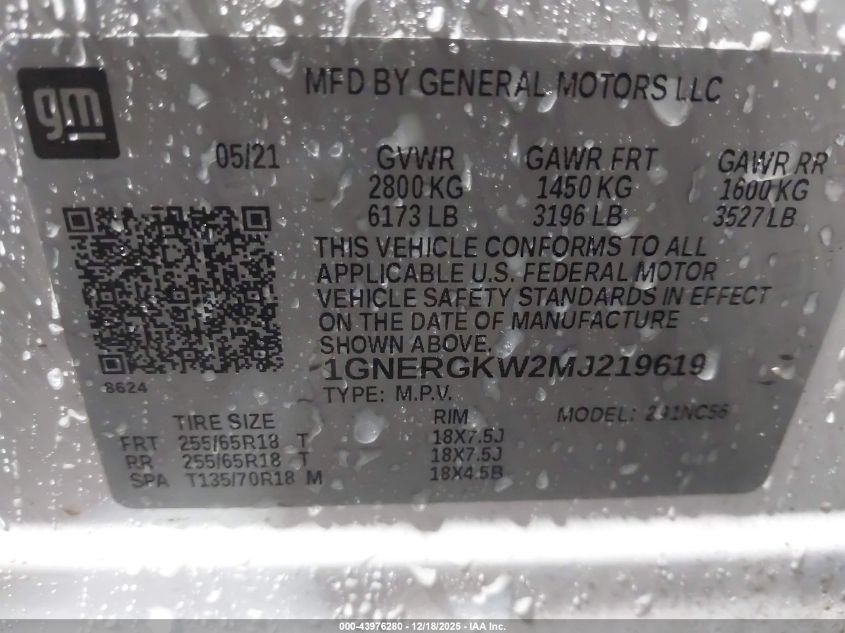 gm
MFD BY GENERAL MOTORS LLC
05/21 GVWR GAWR FRT GAWR RR
2800 KG 1450 KG 1600 KG
6173 LB 3196 LB 3527 LB
THIS VEHICLE CONFORMS TO ALL
APPLICABLE U.S. FEDERAL MOTOR
VEHICLE SAFETY STANDARDS IN EFFECT
ON THE DATE OF MANUFACTURE
SHOWN ABOVE.
1GNERGKW2MJ219619
8624
TYPE: M.P.V.
TIRE SIZE RIM MODEL:
FRT 255/65R18 T 18X7.5J
RR 255/65R18 T 18X7.5J
SPA T135/70R18 M 18X4.5B
000-43976280 - 12/18/2025 - IAA Inc.